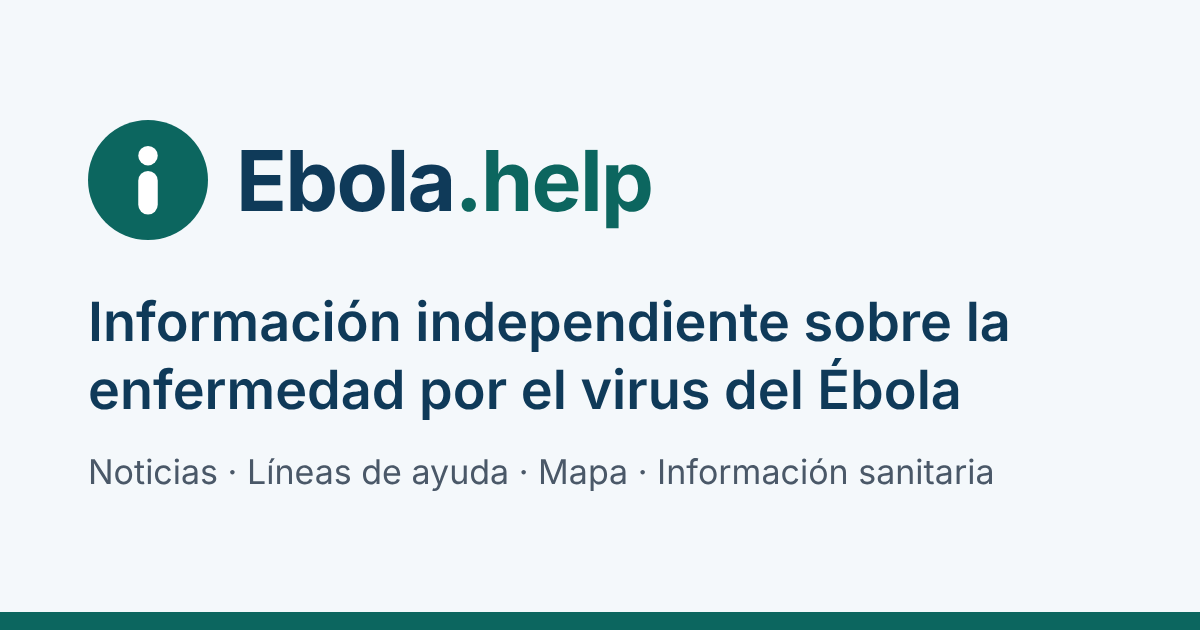 Ebola.help
Información independiente sobre la
enfermedad por el virus del Ébola
Noticias · Líneas de ayuda · Mapa · Información sanitaria